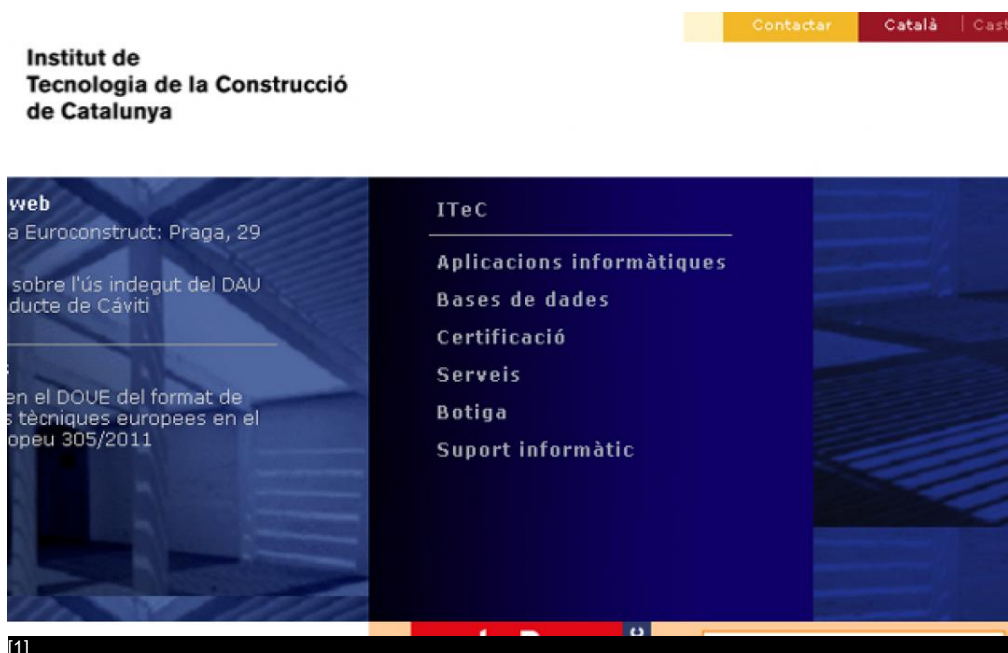 Contactar
Català | Cast
Institut de
Tecnologia de la Construcció
de Catalunya
web
a Euroconstruct: Praga, 29
sobre l'ús indegut del DAU
ducte de Cáviti
en el DOUE del format de
s tècniques europees en el
opeu 305/2011
ITeC
Aplicacions informàtiques
Bases de dades
Certificació
Serveis
Botiga
Suport informàtic
[1]